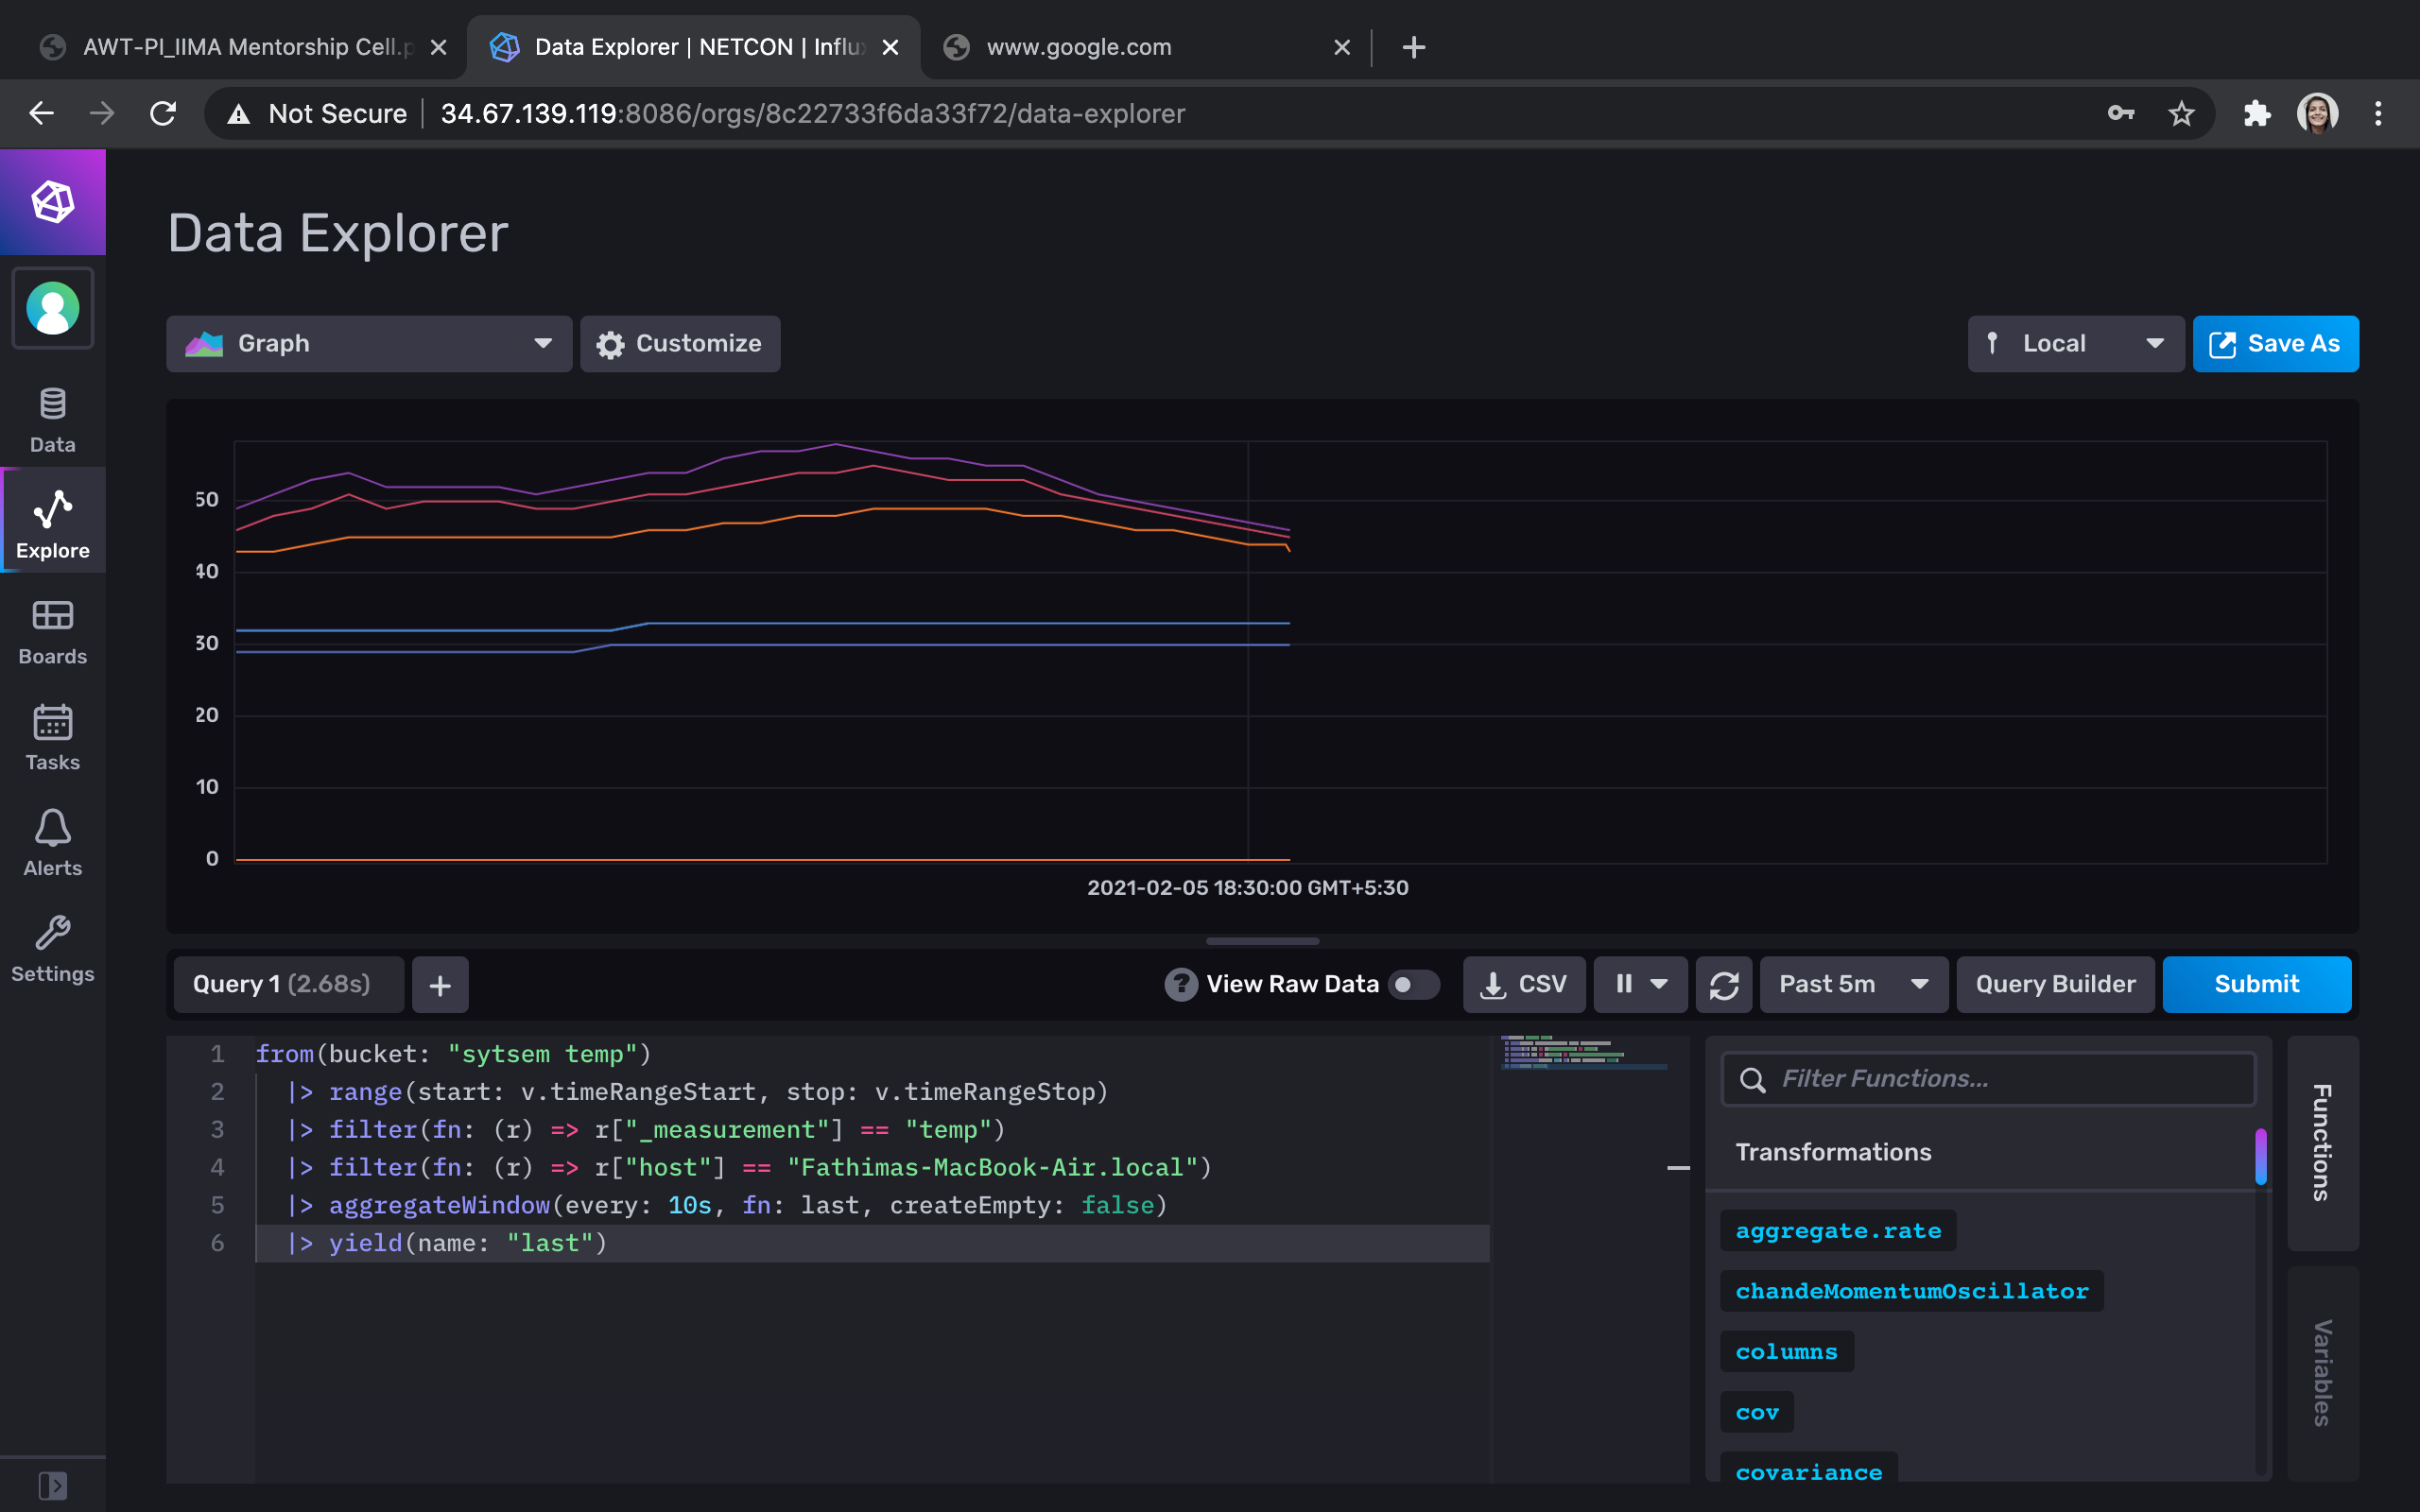 AWT-PI_IIMA Mentorship Cell.p
Data Explorer | NETCON | Influx
www.google.com
Not Secure
34.67.139.119:8086/orgs/8c22733f6da33f72/data-explorer
Data Explorer
Graph
Customize
Local
Save As
Data
Explore
Boards
Tasks
Alerts
Settings
50
40
30
20
10
0
2021-02-05 18:30:00 GMT+5:30
Query 1 (2.68s)
View Raw Data
CSV
Past 5m
Query Builder
Submit
1 from(bucket: "sytsem temp")
2 |> range(start: v.timeRangeStart, stop: v.timeRangeStop)
3 |> filter(fn: (r) => r["_measurement"] == "temp")
4 |> filter(fn: (r) => r["host"] == "Fathimas-MacBook-Air.local")
5 |> aggregateWindow(every: 10s, fn: last, createEmpty: false)
6 |> yield(name: "last")
Filter Functions...
Transformations
aggregate.rate
chandeMomentumOscillator
columns
cov
covariance
Functions
Variables